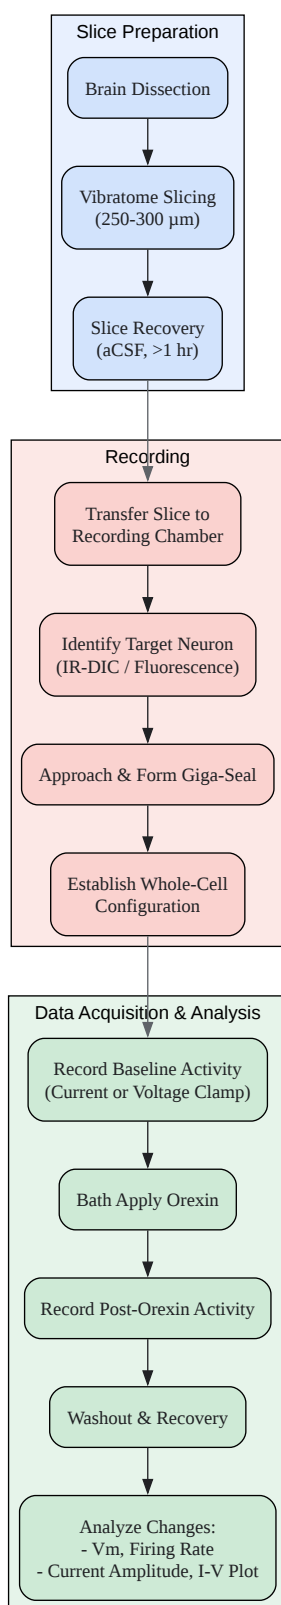 Slice Preparation
Brain Dissection
Vibratome Slicing
(250-300 µm)
Slice Recovery
(aCSF, >1 hr)
Recording
Transfer Slice to
Recording Chamber
Identify Target Neuron
(IR-DIC / Fluorescence)
Approach & Form Giga-Seal
Establish Whole-Cell
Configuration
Data Acquisition & Analysis
Record Baseline Activity
(Current or Voltage Clamp)
Bath Apply Orexin
Record Post-Orexin Activity
Washout & Recovery
Analyze Changes:
- Vm, Firing Rate
- Current Amplitude, I-V Plot